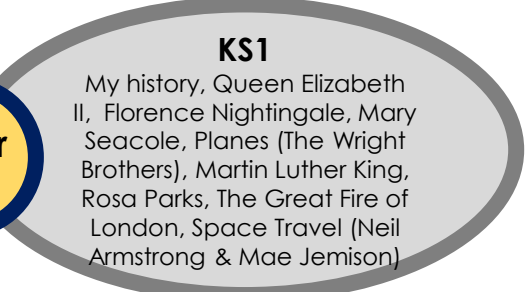 KS1
My history, Queen Elizabeth
II, Florence Nightingale, Mary
Seacole, Planes (The Wright
Brothers), Martin Luther King,
Rosa Parks, The Great Fire of
London, Space Travel (Neil
Armstrong & Mae Jemison)